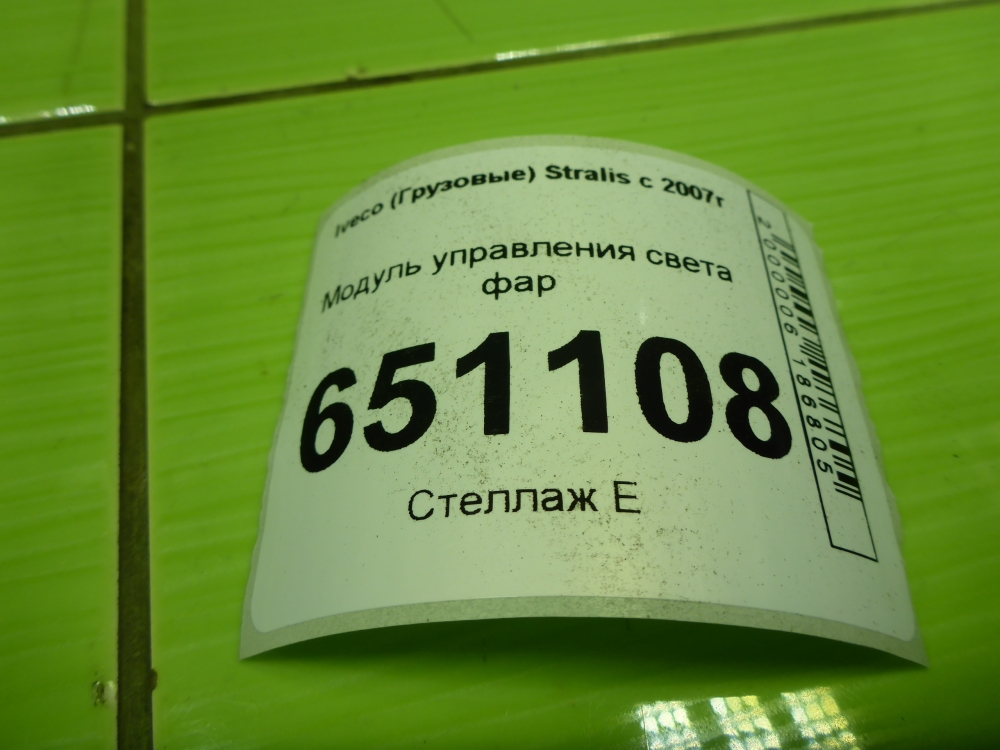 Iveco (Грузовые) Stralis с 2007г
Модуль управления света
фар
651108
Стеллаж Е
2000006186805